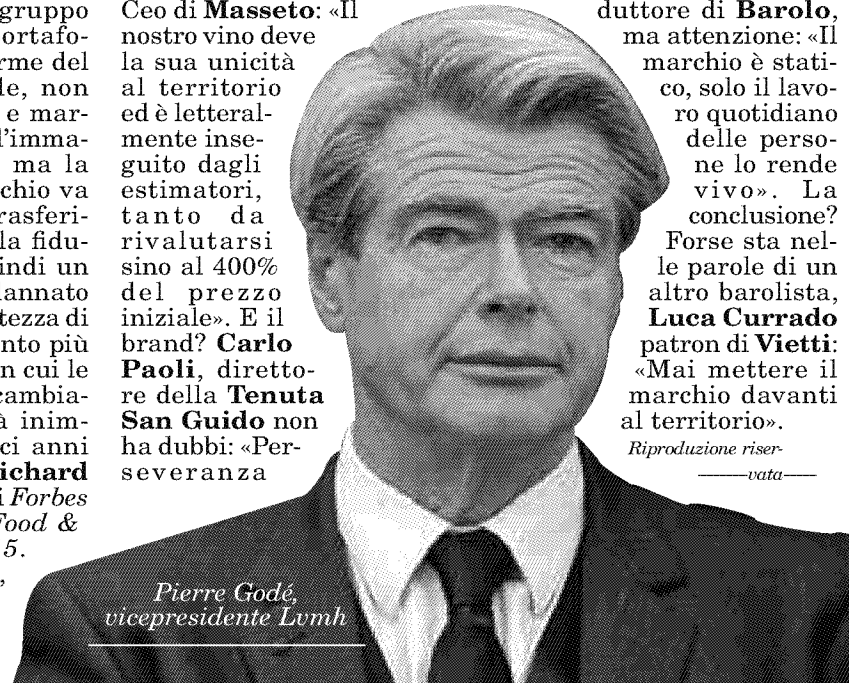 gruppo
ortafo-
rme del
le, non
e mar-
l'imma-
ma la
chio va
rasferi-
la fidu-
indi un
annato
tezza di
nto più
n cui le
cambia-
à inim-
ci anni
ichard
i Forbes
Food &
5.
,
Ceo di Masseto: «Il
nostro vino deve
la sua unicità
al territorio
ed è letteral-
mente inse-
guito dagli
estimatori,
tanto da
rivalutarsi
sino al 400%
del prezzo
iniziale». E il
brand? Carlo
Paoli, diretto-
re della Tenuta
San Guido non
ha dubbi: «Per-
severanza
duttore di Barolo,
ma attenzione: «Il
marchio è stati-
co, solo il lavo-
ro quotidiano
delle perso-
ne lo rende
vivo». La
conclusione?
Forse sta nel-
le parole di un
altro barolista,
Luca Currado
patron di Vietti:
«Mai mettere il
marchio davanti
al territorio».
Riproduzione riser-
vata
Pierre Godé,
vicepresidente Lvmh